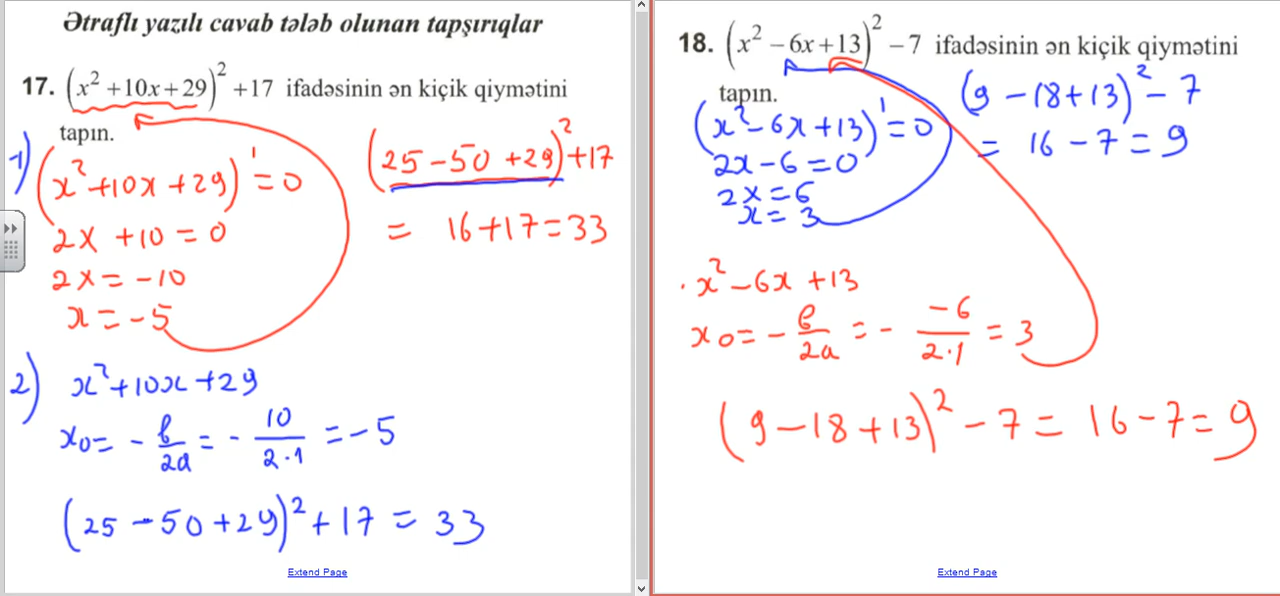 Ətraflı yazılı cavab tələb olunan tapşırıqlar
17. (x² +10x+29)² +17 ifadəsinin ən kiçik qiymətini
tapın.
1) (x²+10x+29)' = 0
2x +10 = 0
2x = -10
x = -5
(25 -50 +29)² +17
= 16+17=33
2) x²+10x+29
x₀= - b/2a = - 10/2·1 = -5
(25 -50+29)² +17 = 33
Extend Page
18. (x² -6x+13)² -7 ifadəsinin ən kiçik qiymətini
tapın.
(x²-6x+13)' = 0
2x-6=0
2x=6
x= 3
(9 -18+13)² - 7
= 16 -7 = 9
· x²-6x +13
x₀= - b/2a = - -6/2·1 = 3
(9-18 +13)² - 7 = 16 -7= 9
Extend Page